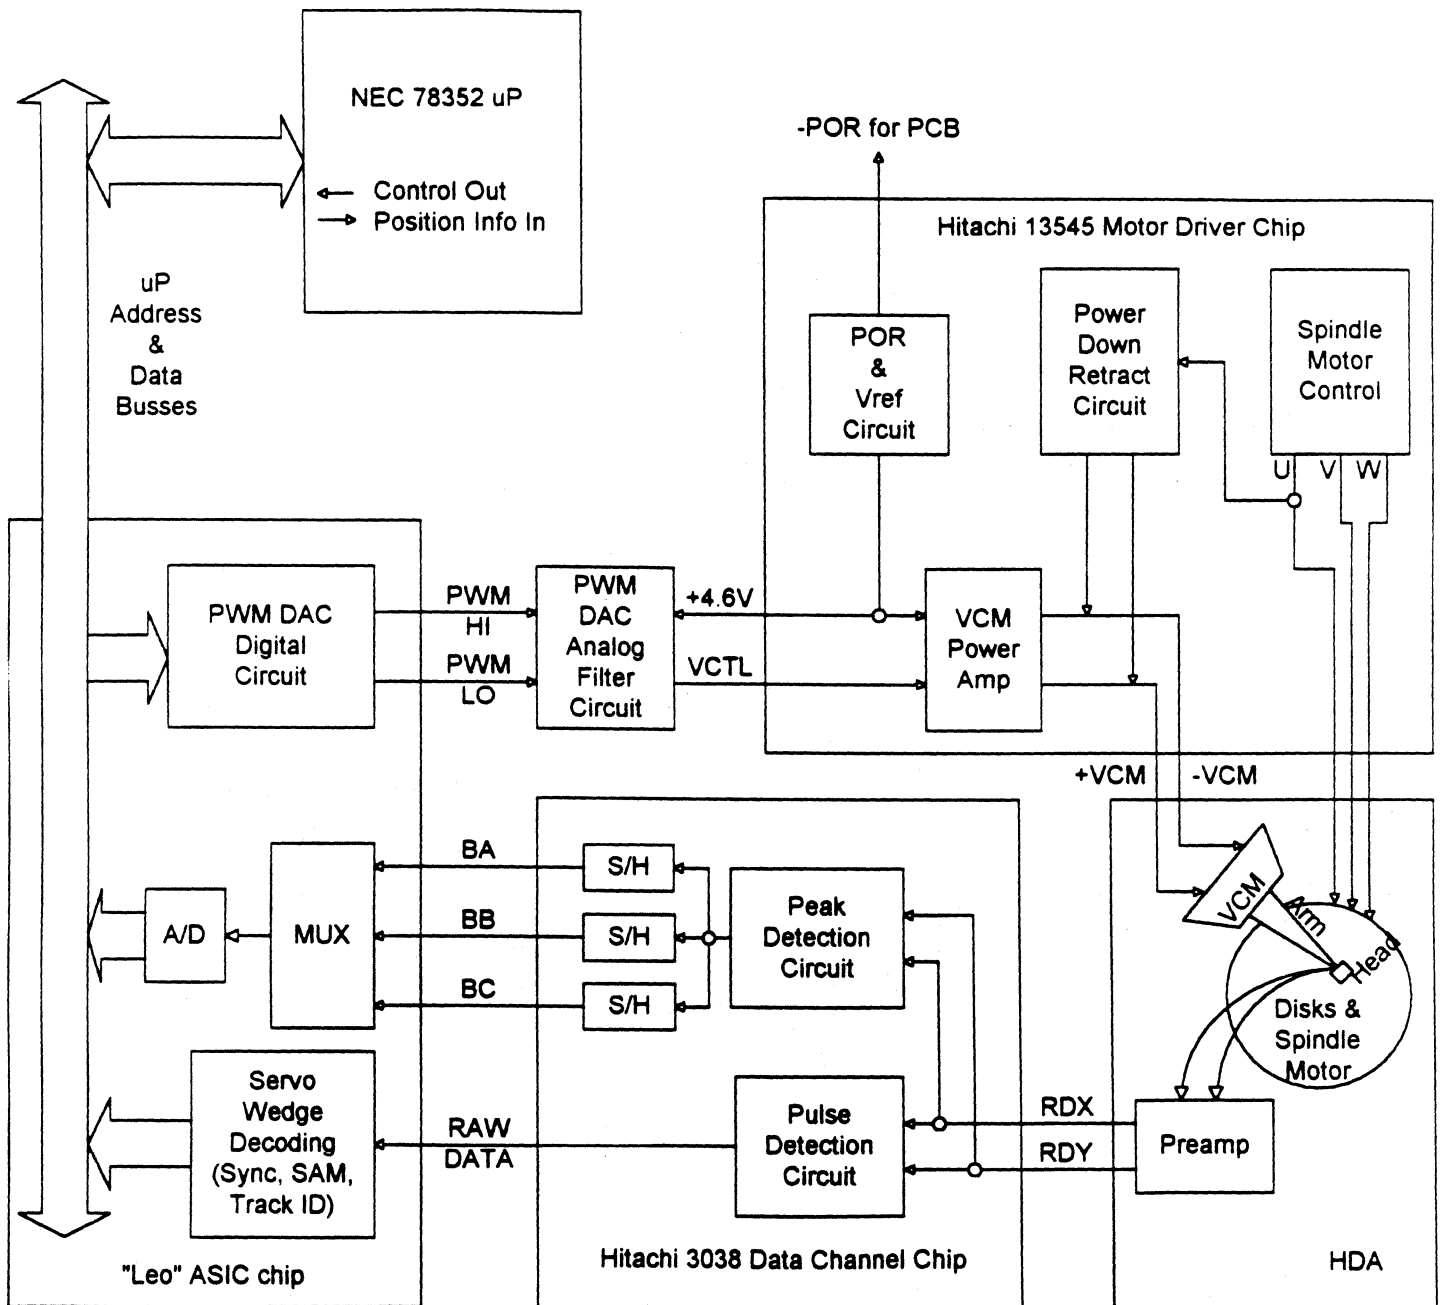 NEC 78352 uP
Control Out
Position Info In
uP
Address
&
Data
Busses
-POR for PCB
Hitachi 13545 Motor Driver Chip
POR
&
Vref
Circuit
Power
Down
Retract
Circuit
Spindle
Motor
Control
U
V
W
PWM DAC
Digital
Circuit
PWM
HI
PWM
LO
PWM
DAC
Analog
Filter
Circuit
+4.6V
VCTL
VCM
Power
Amp
+VCM
-VCM
A/D
MUX
BA
BB
BC
S/H
S/H
S/H
Peak
Detection
Circuit
VCM
Arm
Head
Disks &
Spindle
Motor
Servo
Wedge
Decoding
(Sync, SAM,
Track ID)
RAW
DATA
Pulse
Detection
Circuit
RDX
RDY
Preamp
"Leo" ASIC chip
Hitachi 3038 Data Channel Chip
HDA